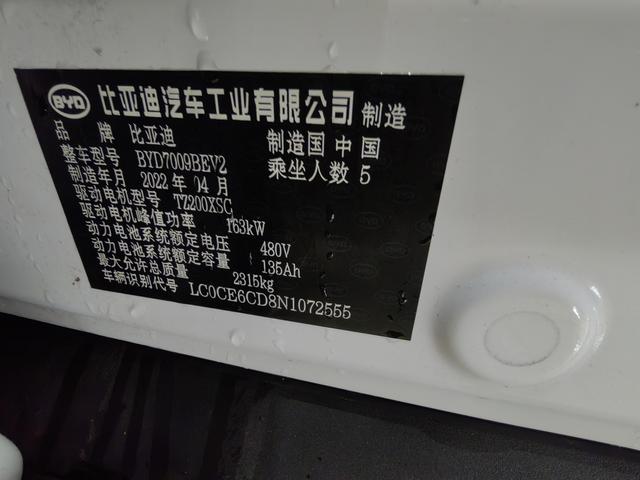 BYD 比亚迪汽车工业有限公司 制造
品 牌 比亚迪 制造国 中国
整车型号 BYD7009BEV2 乘坐人数 5
制造年月 2022 年 04 月
驱动电机型号 TZ200XSC
驱动电机峰值功率 163kW
动力电池系统额定电压 480V
动力电池系统额定容量 135Ah
最大允许总质量 2315kg
车辆识别代号 LC0CE6CD8N1072555